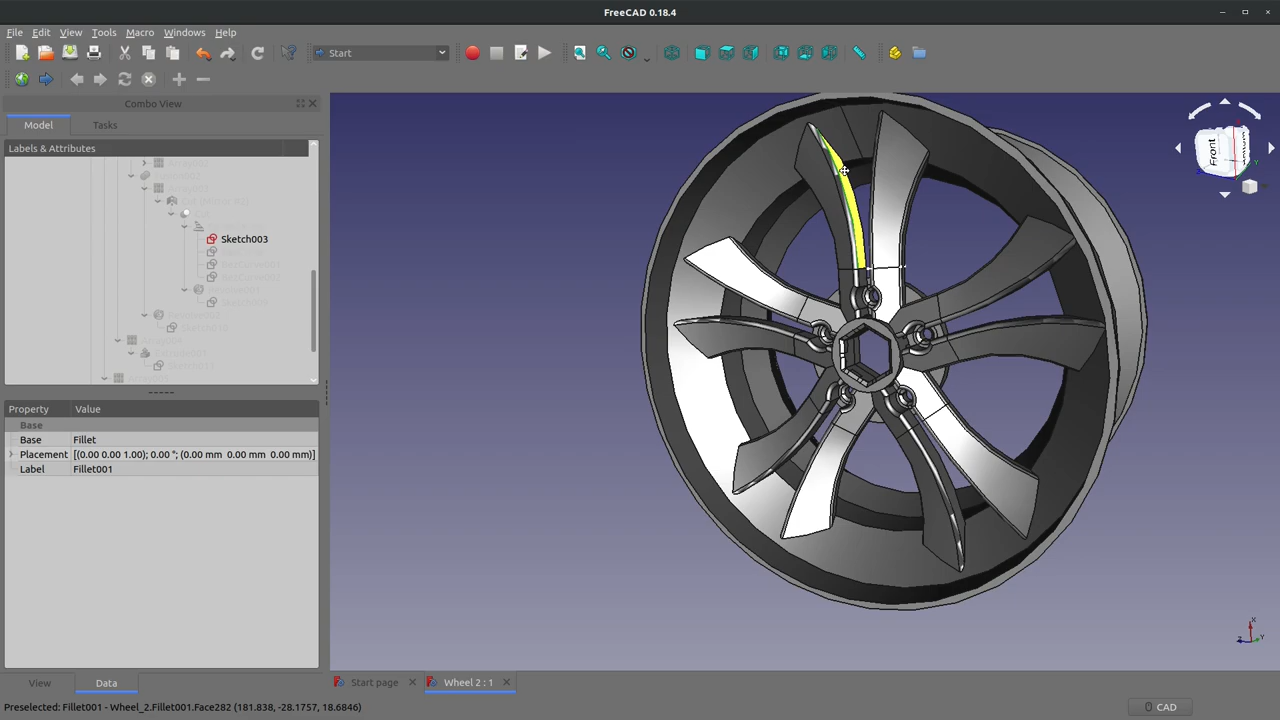 FreeCAD 0.18.4
File Edit View Tools Macro Windows Help
Start
Combo View
Model Tasks
Labels & Attributes
Sketch003
Property Value
Base
Base Fillet
Placement [(0.00 0.00 1.00); 0.00 °; (0.00 mm 0.00 mm 0.00 mm)]
Label Fillet001
View Data
Front
Start page
Wheel 2 : 1
X
Y
Z
Preselected: Fillet001 - Wheel_2.Fillet001.Face282 (181.838, -28.1757, 18.6846)
CAD